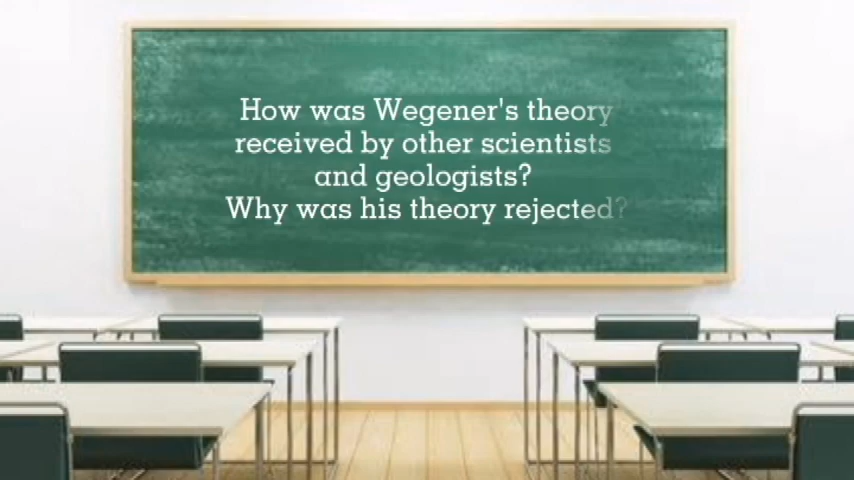 How was Wegener's theory
received by other scientists
and geologists?
Why was his theory rejected?